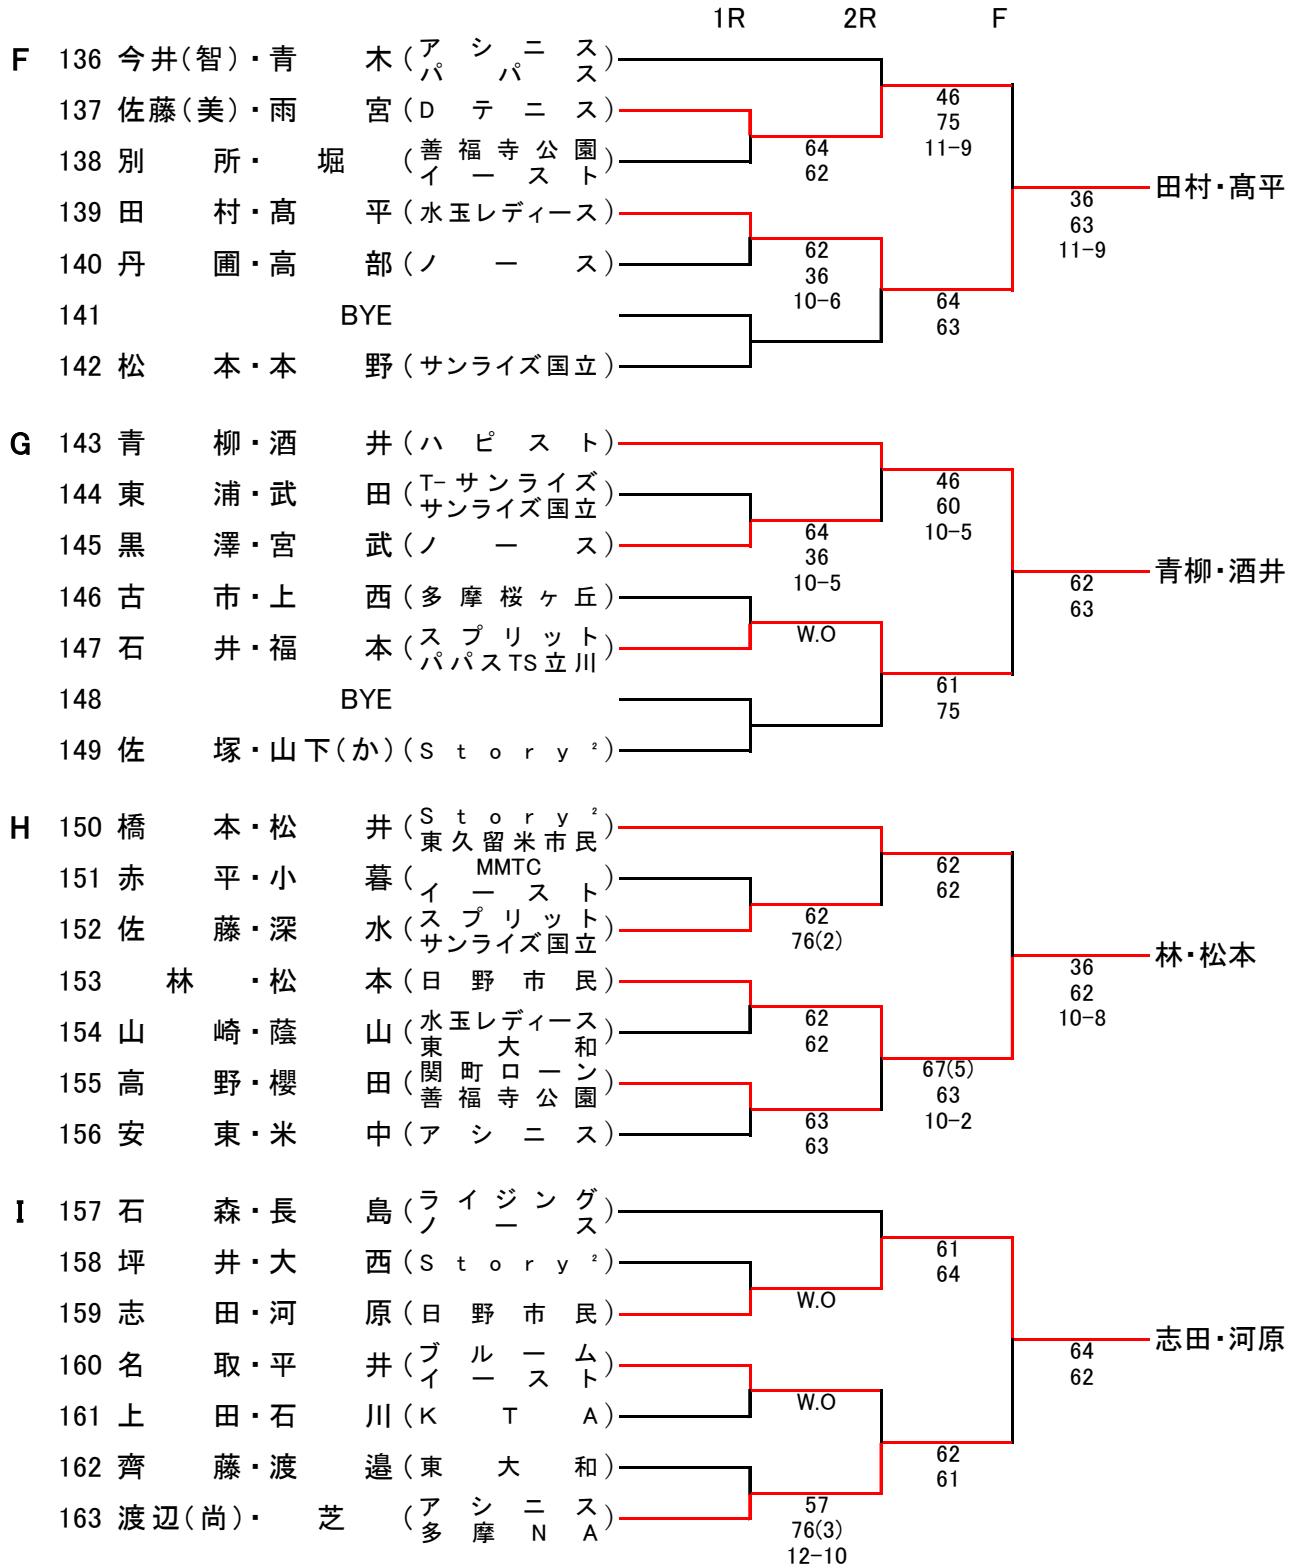 1R 2R F
F 136 今井(智)・青木(アシニス パパス)
137 佐藤(美)・雨宮(Dテニス)
46
75
11-9
138 別所・堀(善福寺公園 イースト)
64
62
139 田村・髙平(水玉レディース)
田村・髙平
36
63
11-9
140 丹圃・高部(ノース)
62
36
10-6
141 BYE
64
63
142 松本・本野(サンライズ国立)
G 143 青柳・酒井(ハピスト)
144 東浦・武田(T-サンライズ サンライズ国立)
46
60
10-5
145 黒澤・宮武(ノース)
64
36
10-5
146 古市・上西(多摩桜ヶ丘)
青柳・酒井
62
63
147 石井・福本(スプリット パパスTS立川)
W.O
148 BYE
61
75
149 佐塚・山下(か)(Story²)
H 150 橋本・松井(Story² 東久留米市民)
151 赤平・小暮(MMTC イースト)
62
62
152 佐藤・深水(スプリット サンライズ国立)
62
76(2)
153 林・松本(日野市民)
林・松本
36
62
10-8
154 山崎・蔭山(水玉レディース 東大和)
62
62
155 高野・櫻田(関町ローン 善福寺公園)
67(5)
63
10-2
156 安東・米中(アシニス)
63
63
I 157 石森・長島(ライジング ノース)
158 坪井・大西(Story²)
61
64
159 志田・河原(日野市民)
W.O
160 名取・平井(ブルーム イースト)
志田・河原
64
62
161 上田・石川(KTA)
W.O
162 齊藤・渡邉(東大和)
62
61
163 渡辺(尚)・芝(アシニス 多摩NA)
57
76(3)
12-10